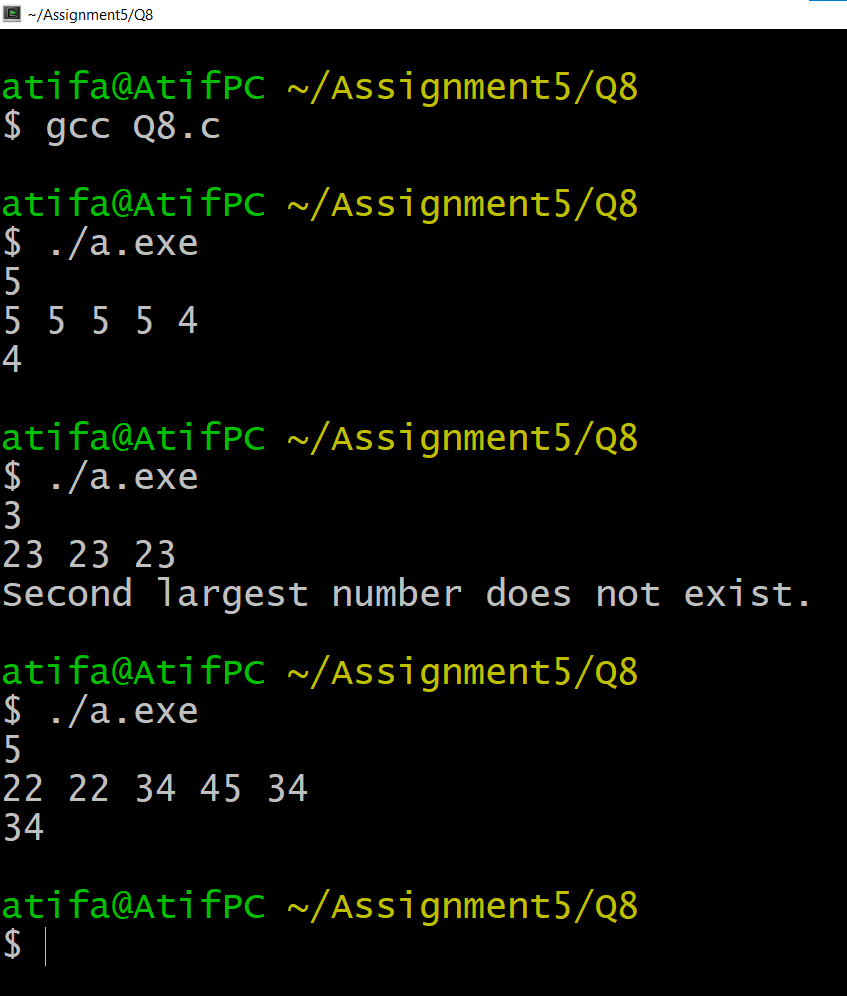 ~/Assignment5/Q8
atifa@AtifPC ~/Assignment5/Q8
$ gcc Q8.c
atifa@AtifPC ~/Assignment5/Q8
$ ./a.exe
5
5 5 5 5 4
4
atifa@AtifPC ~/Assignment5/Q8
$ ./a.exe
3
23 23 23
Second largest number does not exist.
atifa@AtifPC ~/Assignment5/Q8
$ ./a.exe
5
22 22 34 45 34
34
atifa@AtifPC ~/Assignment5/Q8
$